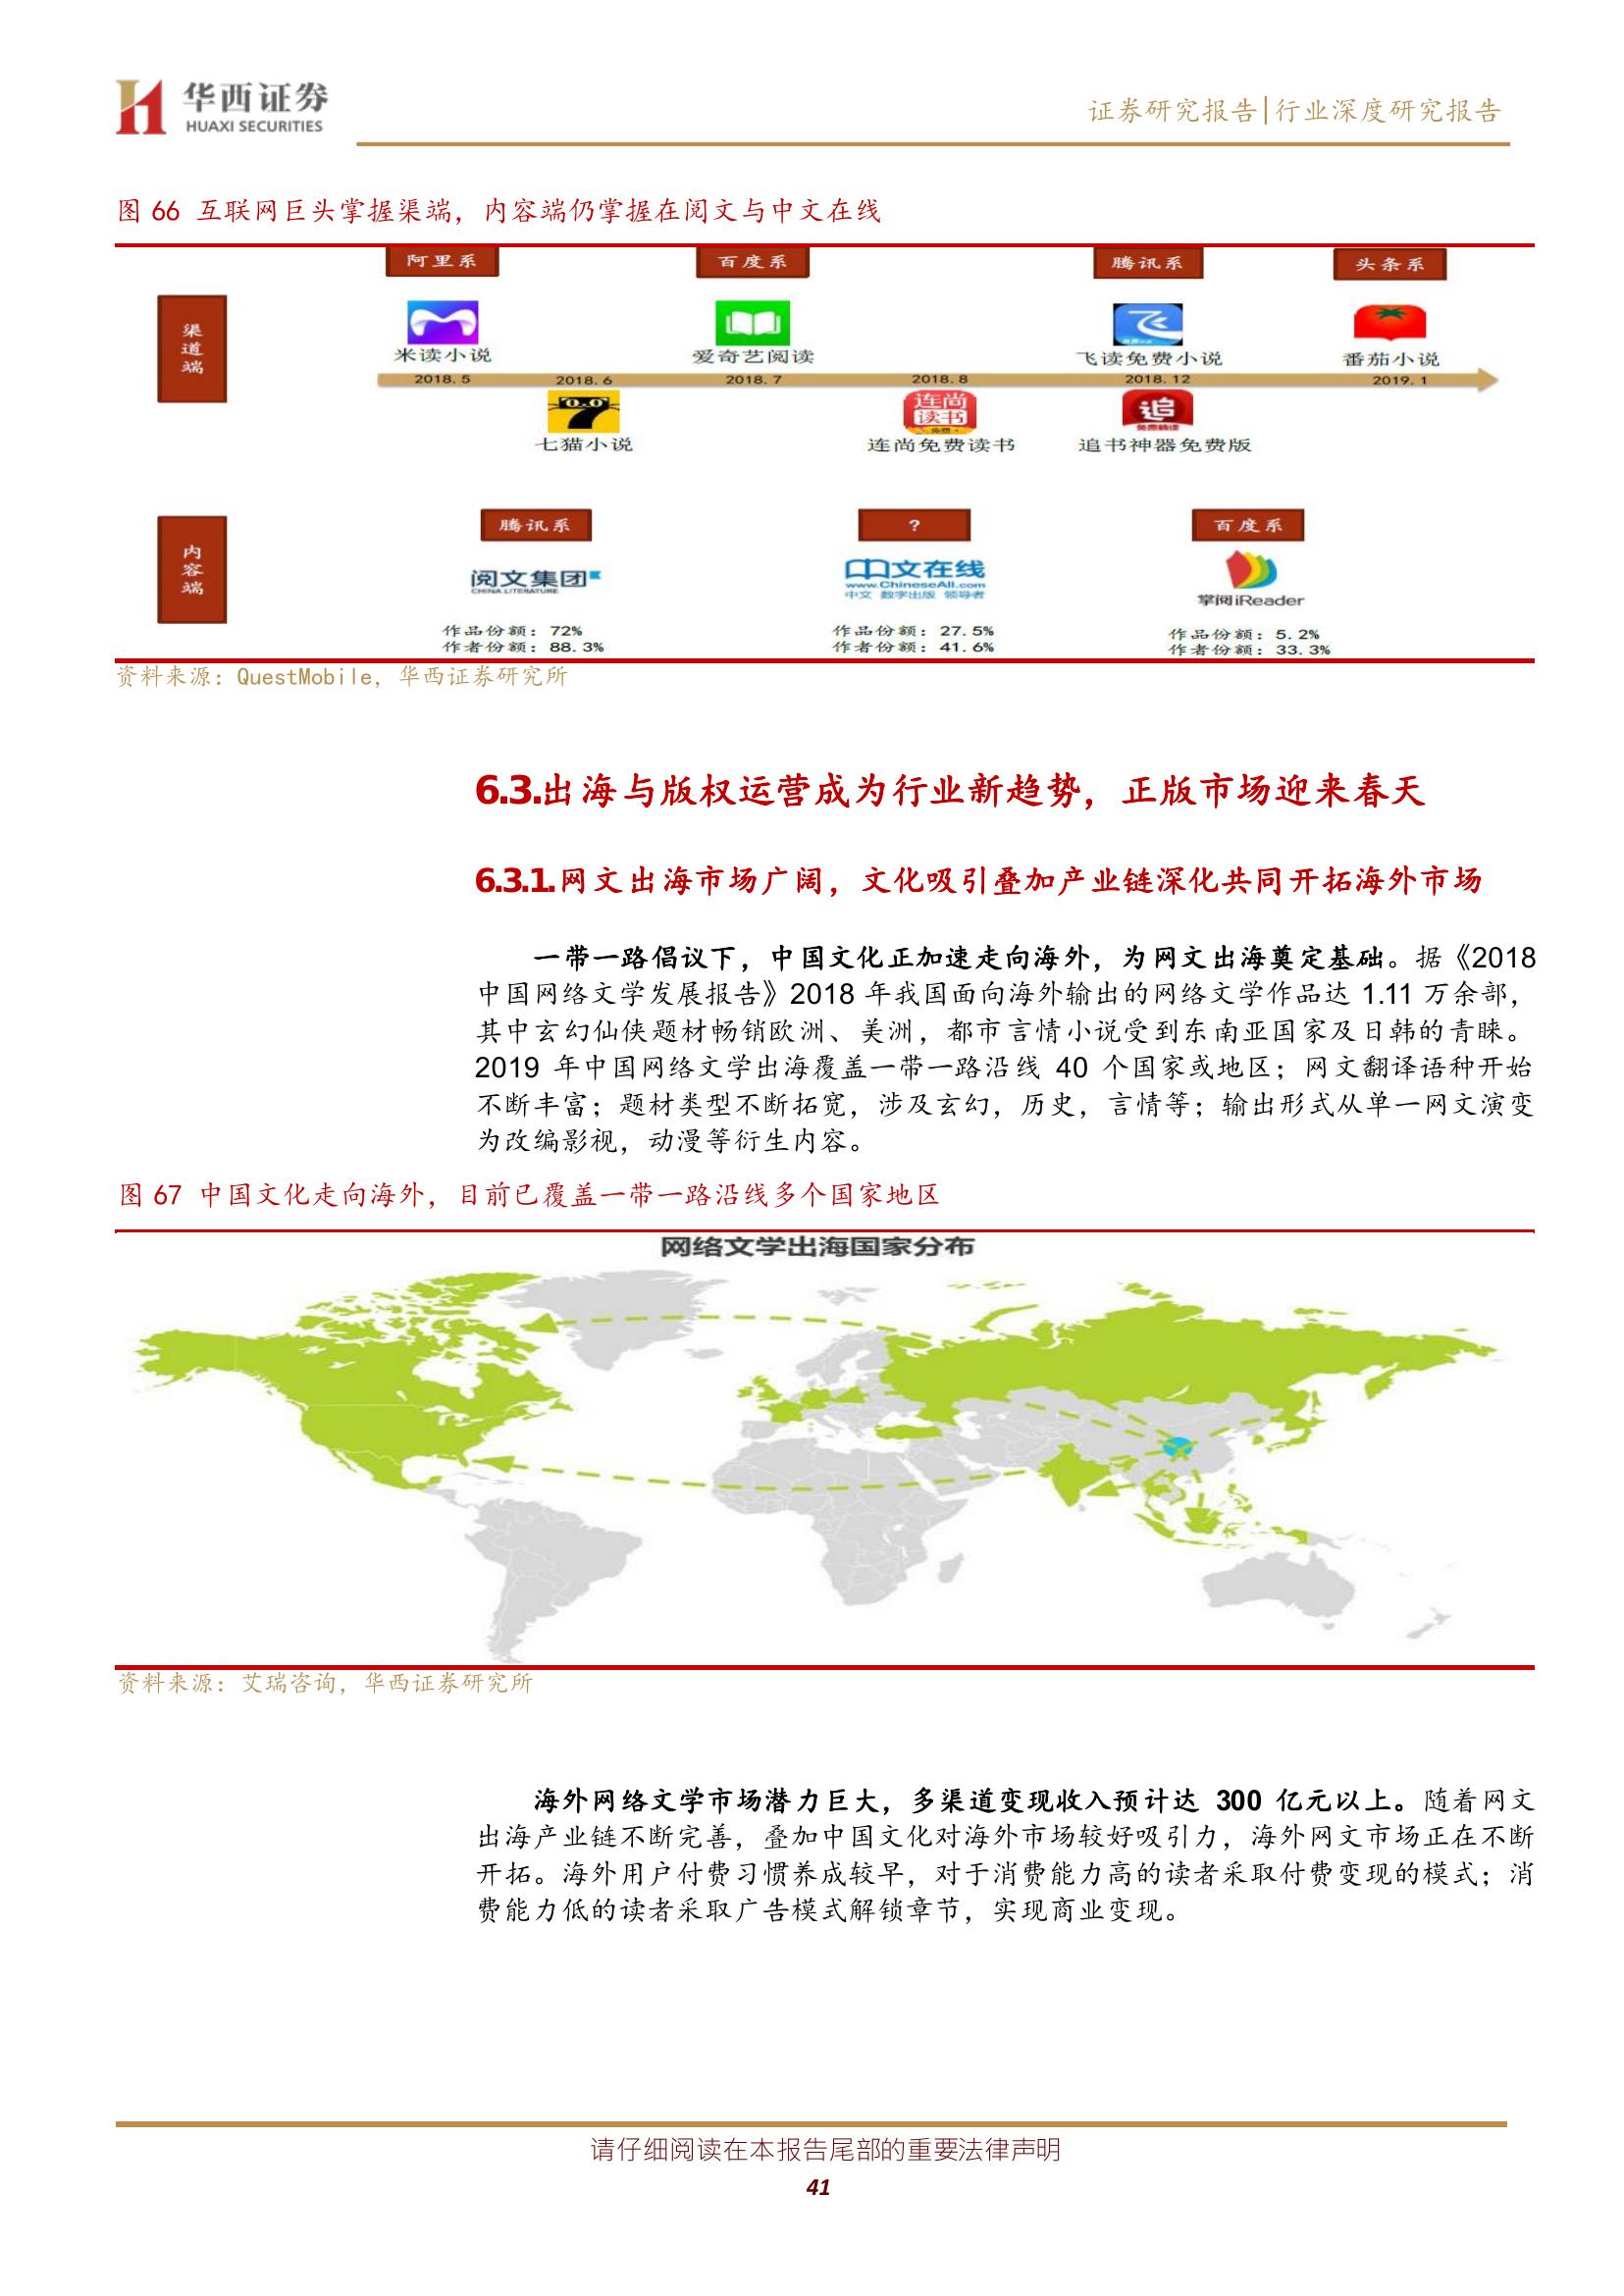 华西证券
HUAXI SECURITIES
证券研究报告|行业深度研究报告
图 66 互联网巨头掌握渠端，内容端仍掌握在阅文与中文在线
阿里系 百度系 腾讯系 头条系
渠道端
米读小说 爱奇艺阅读 飞读免费小说 番茄小说
2018.5 2018.6 2018.7 2018.8 2018.12 2019.1
连尚读书 追
七猫小说 连尚免费读书 追书神器免费版
内容端
腾讯系 ? 百度系
阅文集团 中文在线 掌阅iReader
CHINA LITERATURE www.ChineseAll.com
中文 数字出版 领导者
作品份额：72% 作品份额：27.5% 作品份额：5.2%
作者份额：88.3% 作者份额：41.6% 作者份额：33.3%
资料来源：QuestMobile，华西证券研究所
6.3.出海与版权运营成为行业新趋势，正版市场迎来春天
6.3.1.网文出海市场广阔，文化吸引叠加产业链深化共同开拓海外市场
一带一路倡议下，中国文化正加速走向海外，为网文出海奠定基础。据《2018
中国网络文学发展报告》2018 年我国面向海外输出的网络文学作品达 1.11 万余部，
其中玄幻仙侠题材畅销欧洲、美洲，都市言情小说受到东南亚国家及日韩的青睐。
2019 年中国网络文学出海覆盖一带一路沿线 40 个国家或地区；网文翻译语种开始
不断丰富；题材类型不断拓宽，涉及玄幻，历史，言情等；输出形式从单一网文演变
为改编影视，动漫等衍生内容。
图 67 中国文化走向海外，目前已覆盖一带一路沿线多个国家地区
网络文学出海国家分布
资料来源：艾瑞咨询，华西证券研究所
海外网络文学市场潜力巨大，多渠道变现收入预计达 300 亿元以上。随着网文
出海产业链不断完善，叠加中国文化对海外市场较好吸引力，海外网文市场正在不断
开拓。海外用户付费习惯养成较早，对于消费能力高的读者采取付费变现的模式；消
费能力低的读者采取广告模式解锁章节，实现商业变现。
请仔细阅读在本报告尾部的重要法律声明
41